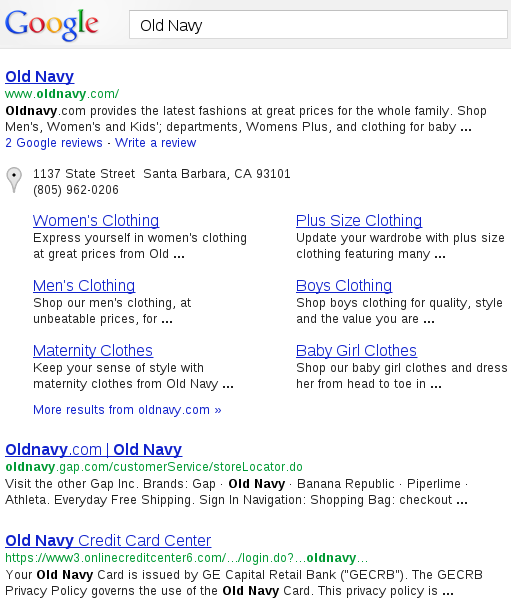 Google
Old Navy
Old Navy
www.oldnavy.com/
Oldnavy.com provides the latest fashions at great prices for the whole family. Shop
Men's, Women's and Kids'; departments, Womens Plus, and clothing for baby ...
2 Google reviews · Write a review
1137 State Street  Santa Barbara, CA 93101
(805) 962-0206
Women's Clothing
Express yourself in women's clothing
at great prices from Old ...
Plus Size Clothing
Update your wardrobe with plus size
clothing featuring many ...
Men's Clothing
Shop our men's clothing, at
unbeatable prices, for ...
Boys Clothing
Shop boys clothing for quality, style
and the value you are ...
Maternity Clothes
Keep your sense of style with
maternity clothes from Old Navy ...
Baby Girl Clothes
Shop our baby girl clothes and dress
her from head to toe in ...
More results from oldnavy.com »
Oldnavy.com | Old Navy
oldnavy.gap.com/customerService/storeLocator.do
Visit the other Gap Inc. Brands: Gap · Old Navy · Banana Republic · Piperlime ·
Athleta. Everyday Free Shipping. Sign In Navigation: Shopping Bag: checkout ...
Old Navy Credit Card Center
https://www3.onlinecreditcenter6.com/.../login.do?...oldnavy...
Your Old Navy Card is issued by GE Capital Retail Bank ("GECRB"). The GECRB
Privacy Policy governs the use of the Old Navy Card. This privacy policy is ...